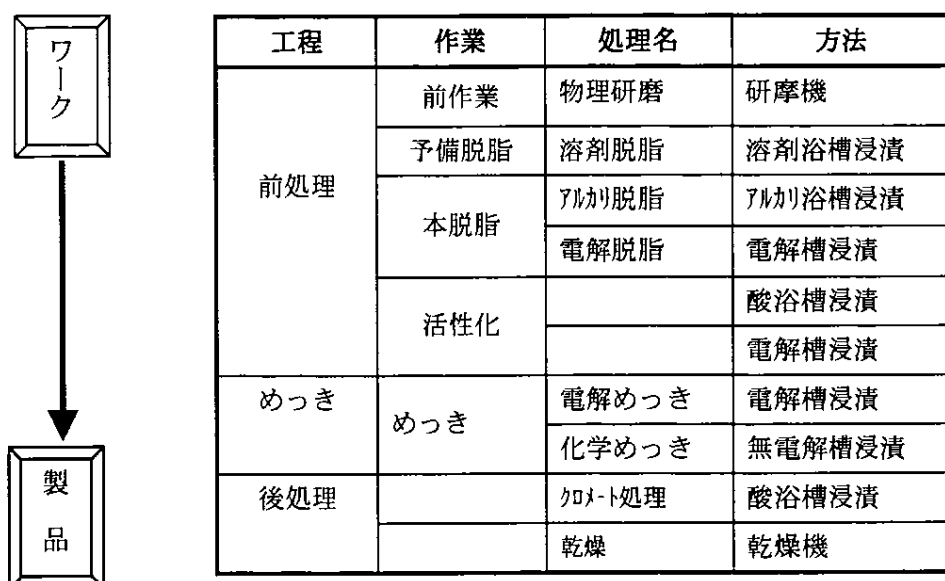 ワーク
製品
工程 作業 処理名 方法
前処理 前作業 物理研磨 研摩機
予備脱脂 溶剤脱脂 溶剤浴槽浸漬
本脱脂 ｱﾙｶﾘ脱脂 ｱﾙｶﾘ浴槽浸漬
電解脱脂 電解槽浸漬
活性化 酸浴槽浸漬
電解槽浸漬
めっき めっき 電解めっき 電解槽浸漬
化学めっき 無電解槽浸漬
後処理 ｸﾛﾒｰﾄ処理 酸浴槽浸漬
乾燥 乾燥機